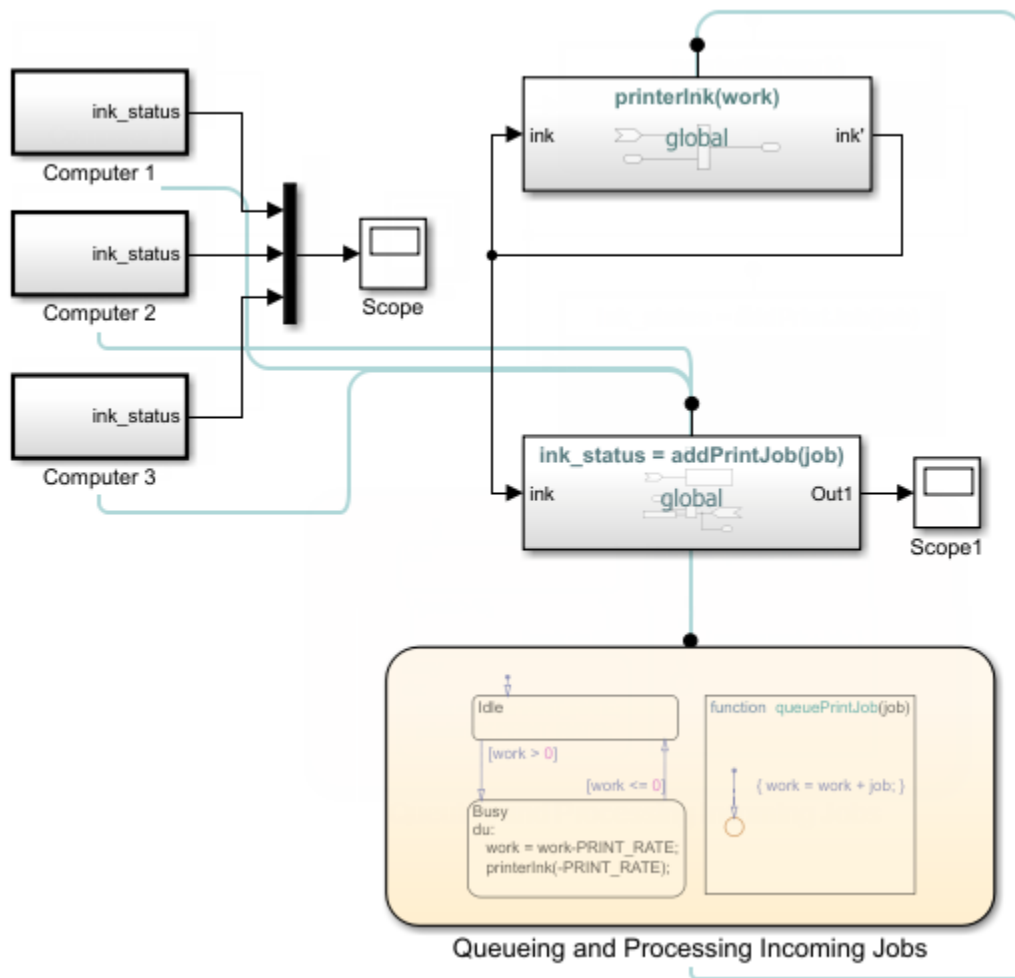 ink_status
Computer 1
ink_status
Computer 2
ink_status
Computer 3
Scope
printerInk(work)
ink
global
ink'
ink_status = addPrintJob(job)
ink
global
Out1
Scope1
Idle
[work > 0]
[work <= 0]
Busy
du:
work = work-PRINT_RATE;
printerInk(-PRINT_RATE);
function queuePrintJob(job)
{ work = work + job; }
Queueing and Processing Incoming Jobs